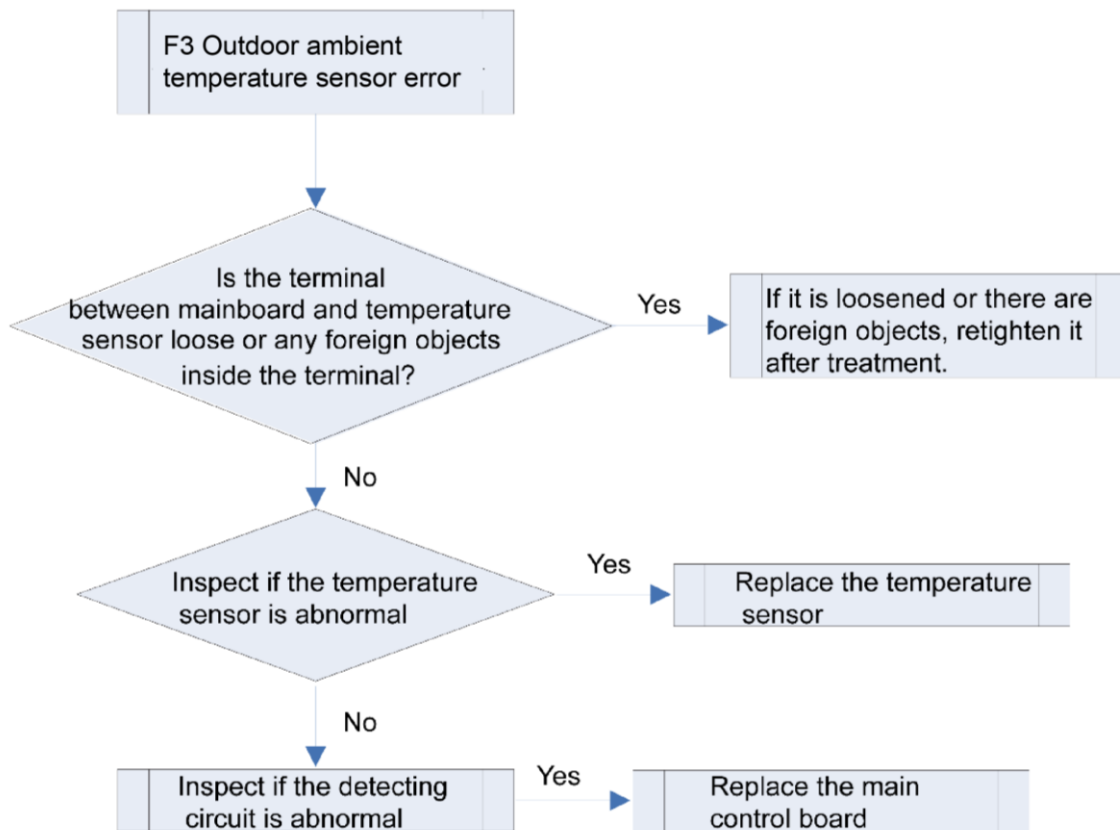 F3 Outdoor ambient
temperature sensor error
Is the terminal
between mainboard and temperature
sensor loose or any foreign objects
inside the terminal?
Yes
If it is loosened or there are
foreign objects, retighten it
after treatment.
No
Inspect if the temperature
sensor is abnormal
Yes
Replace the temperature
sensor
No
Inspect if the detecting
circuit is abnormal
Yes
Replace the main
control board